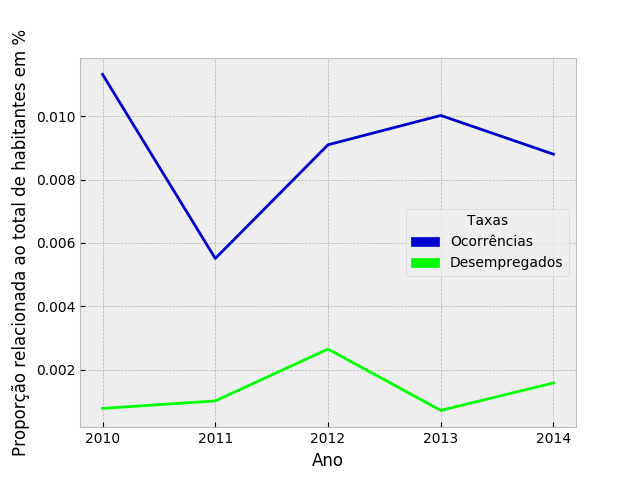 Proporção relacionada ao total de habitantes em %
0.010
0.008
0.006
0.004
0.002
Taxas
Ocorrências
Desempregados
2010 2011 2012 2013 2014
Ano